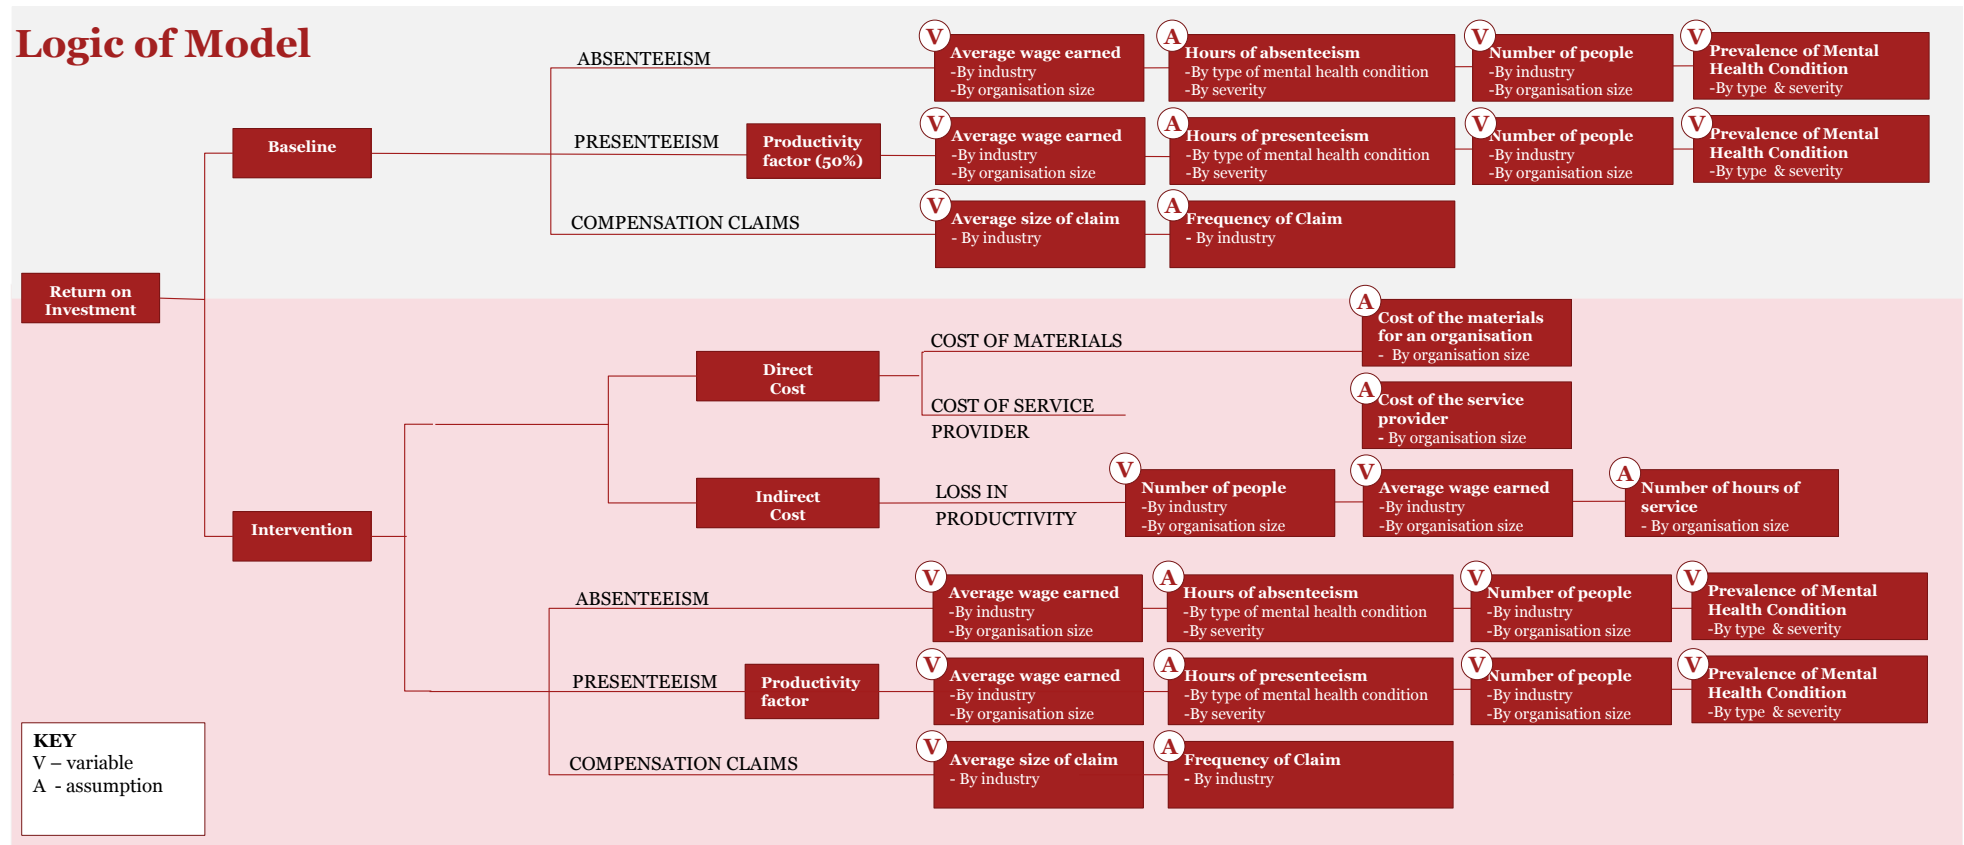 Logic of Model
ABSENTEEISM
V
Average wage earned
-By industry
-By organisation size
A
Hours of absenteeism
-By type of mental health condition
-By severity
V
Number of people
-By industry
-By organisation size
V
Prevalence of Mental
Health Condition
-By type & severity
Baseline
PRESENTEEISM
Productivity
factor (50%)
V
Average wage earned
-By industry
-By organisation size
A
Hours of presenteeism
-By type of mental health condition
-By severity
V
Number of people
-By industry
-By organisation size
V
Prevalence of Mental
Health Condition
-By type & severity
COMPENSATION CLAIMS
V
Average size of claim
- By industry
A
Frequency of Claim
- By industry
Return on
Investment
Direct
Cost
COST OF MATERIALS
A
Cost of the materials
for an organisation
- By organisation size
COST OF SERVICE
PROVIDER
A
Cost of the service
provider
- By organisation size
Indirect
Cost
LOSS IN
PRODUCTIVITY
V
Number of people
-By industry
-By organisation size
V
Average wage earned
-By industry
-By organisation size
A
Number of hours of
service
- By organisation size
Intervention
ABSENTEEISM
V
Average wage earned
-By industry
-By organisation size
A
Hours of absenteeism
-By type of mental health condition
-By severity
V
Number of people
-By industry
-By organisation size
V
Prevalence of Mental
Health Condition
-By type & severity
PRESENTEEISM
Productivity
factor
V
Average wage earned
-By industry
-By organisation size
A
Hours of presenteeism
-By type of mental health condition
-By severity
V
Number of people
-By industry
-By organisation size
V
Prevalence of Mental
Health Condition
-By type & severity
COMPENSATION CLAIMS
V
Average size of claim
- By industry
A
Frequency of Claim
- By industry
KEY
V – variable
A - assumption